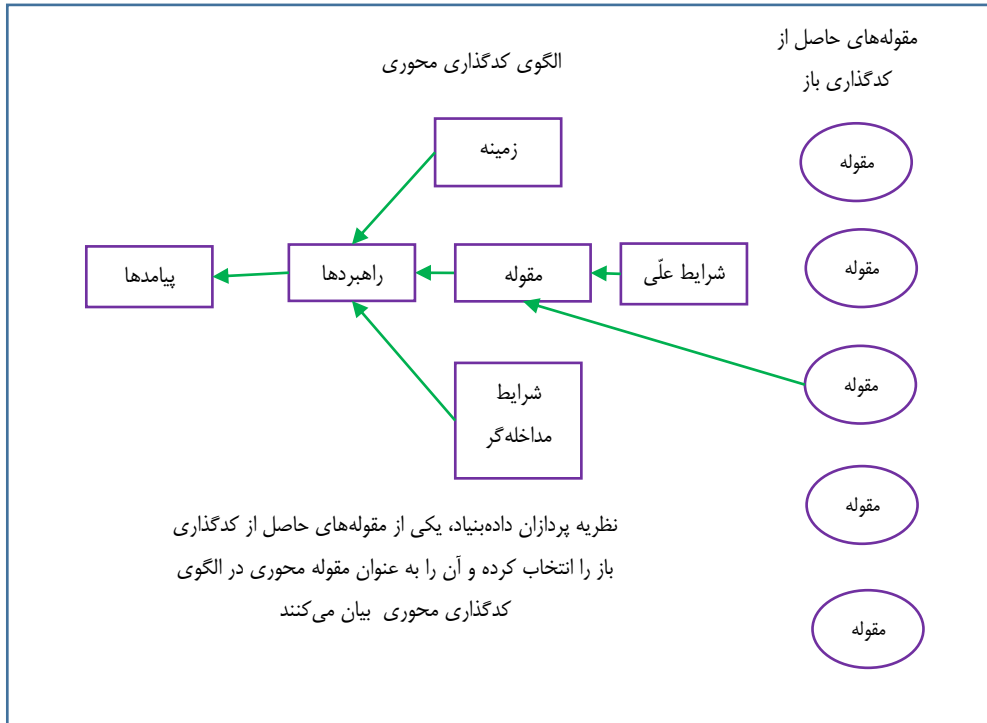 مقوله‌های حاصل از
کدگذاری باز
الگوی کدگذاری محوری
مقوله
زمینه
مقوله
شرایط علّی
مقوله
راهبردها
پیامدها
مقوله
شرایط
مداخله‌گر
مقوله
مقوله
نظریه پردازان داده‌بنیاد، یکی از مقوله‌های حاصل از کدگذاری
باز را انتخاب کرده و آن را به عنوان مقوله محوری در الگوی
کدگذاری محوری بیان می‌کنند